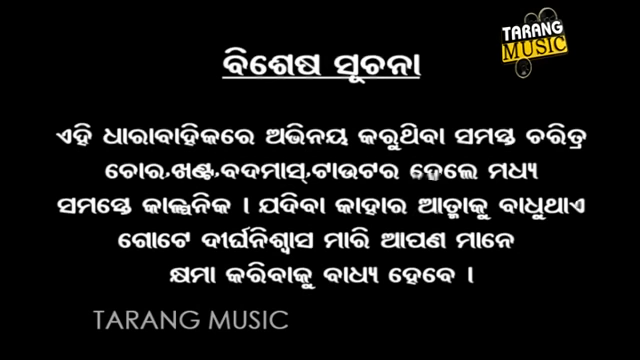 TARANG
MUSIC
ବିଶେଷ ସୂଚନା
ଏହି ଧାରାବାହିକରେ ଅଭିନୟ କରୁଥିବା ସମସ୍ତ ଚରିତ୍ର
ଚୋର,ଖଣ୍ଟ,ବଦମାସ୍,ଟାଉଟର ହେଲେ ମଧ୍ୟ
ସମସ୍ତେ କାଳ୍ପନିକ । ଯଦିବା କାହାର ଆତ୍ମାକୁ ବାଧୁଥାଏ
ଗୋଟେ ଦୀର୍ଘନିଶ୍ୱାସ ମାରି ଆପଣ ମାନେ
କ୍ଷମା କରିବାକୁ ବାଧ୍ୟ ହେବେ ।
TARANG MUSIC